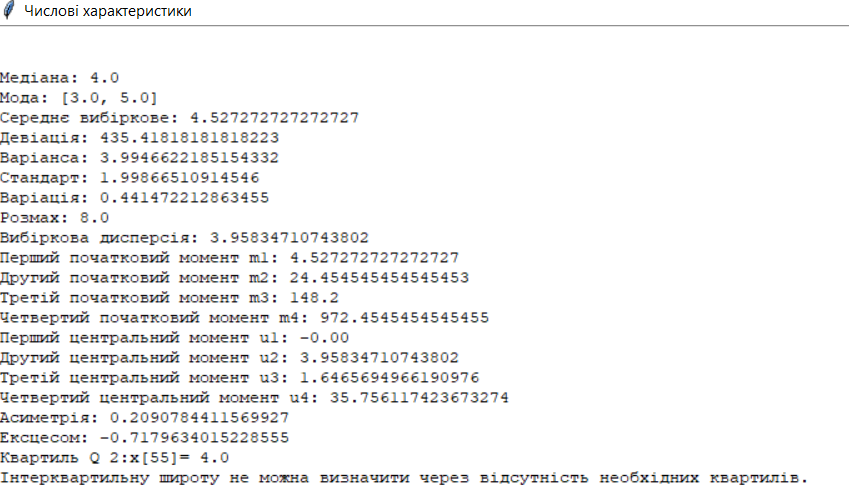 Числові характеристики
Медіана: 4.0
Мода: [3.0, 5.0]
Середнє вибіркове: 4.527272727272727
Девіація: 435.41818181818223
Варіанса: 3.9946622185154332
Стандарт: 1.99866510914546
Варіація: 0.441472212863455
Розмах: 8.0
Вибіркова дисперсія: 3.95834710743802
Перший початковий момент m1: 4.527272727272727
Другий початковий момент m2: 24.454545454545453
Третій початковий момент m3: 148.2
Четвертий початковий момент m4: 972.4545454545455
Перший центральний момент u1: -0.00
Другий центральний момент u2: 3.95834710743802
Третій центральний момент u3: 1.6465694966190976
Четвертий центральний момент u4: 35.756117423673274
Асиметрія: 0.2090784411569927
Ексцесом: -0.7179634015228555
Квартиль Q 2:x[55]= 4.0
Інтерквартильну широту не можна визначити через відсутність необхідних квартилів.